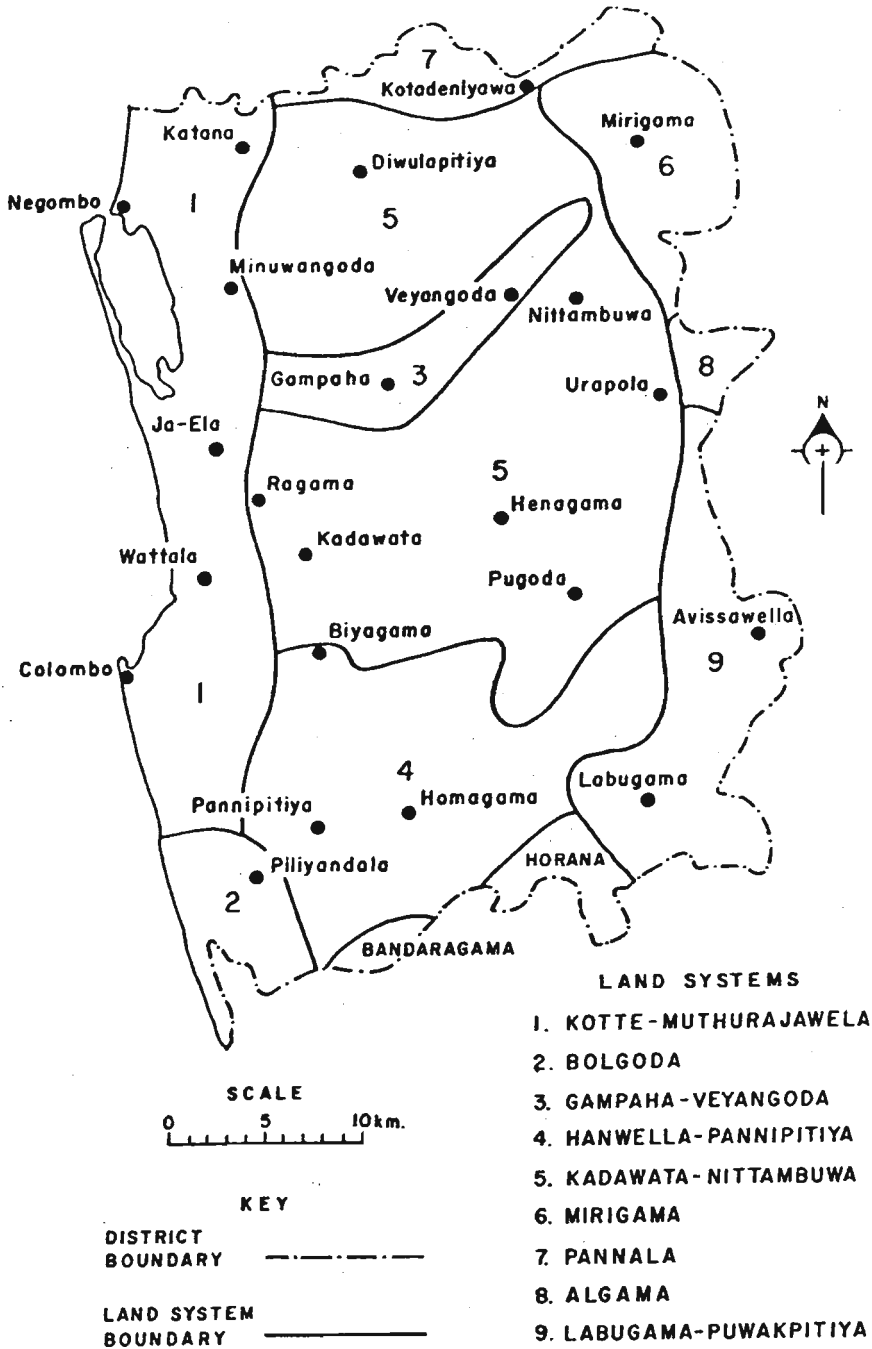 7
Kotadeniyawa
Katana
Mirigama
6
Diwulapitiya
Negombo
1
5
Minuwangoda
Veyangoda
Nittambuwa
Gampaha
3
8
Urapola
N
Ja-Ela
5
Ragama
Henagama
Kadawata
Wattala
Pugoda
Avissawella
Biyagama
9
Colombo
1
4
Labugama
Pannipitiya
Homagama
HORANA
Piliyandala
2
BANDARAGAMA
LAND SYSTEMS
1. KOTTE-MUTHURAJAWELA
2. BOLGODA
3. GAMPAHA-VEYANGODA
4. HANWELLA-PANNIPITIYA
5. KADAWATA-NITTAMBUWA
6. MIRIGAMA
7. PANNALA
8. ALGAMA
9. LABUGAMA-PUWAKPITIYA
SCALE
0 5 10km.
KEY
DISTRICT
BOUNDARY
LAND SYSTEM
BOUNDARY